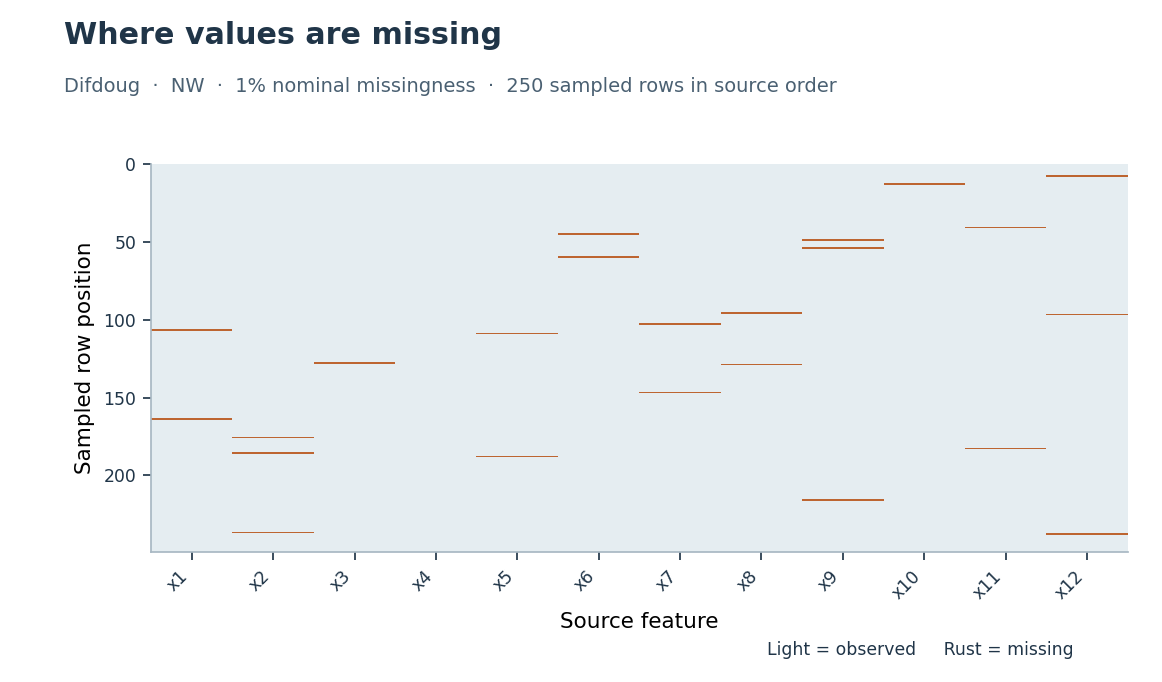 Where values are missing
Difdoug · NW · 1% nominal missingness · 250 sampled rows in source order
0
50
100
150
200
Sampled row position
x1 x2 x3 x4 x5 x6 x7 x8 x9 x10 x11 x12
Source feature
Light = observed Rust = missing